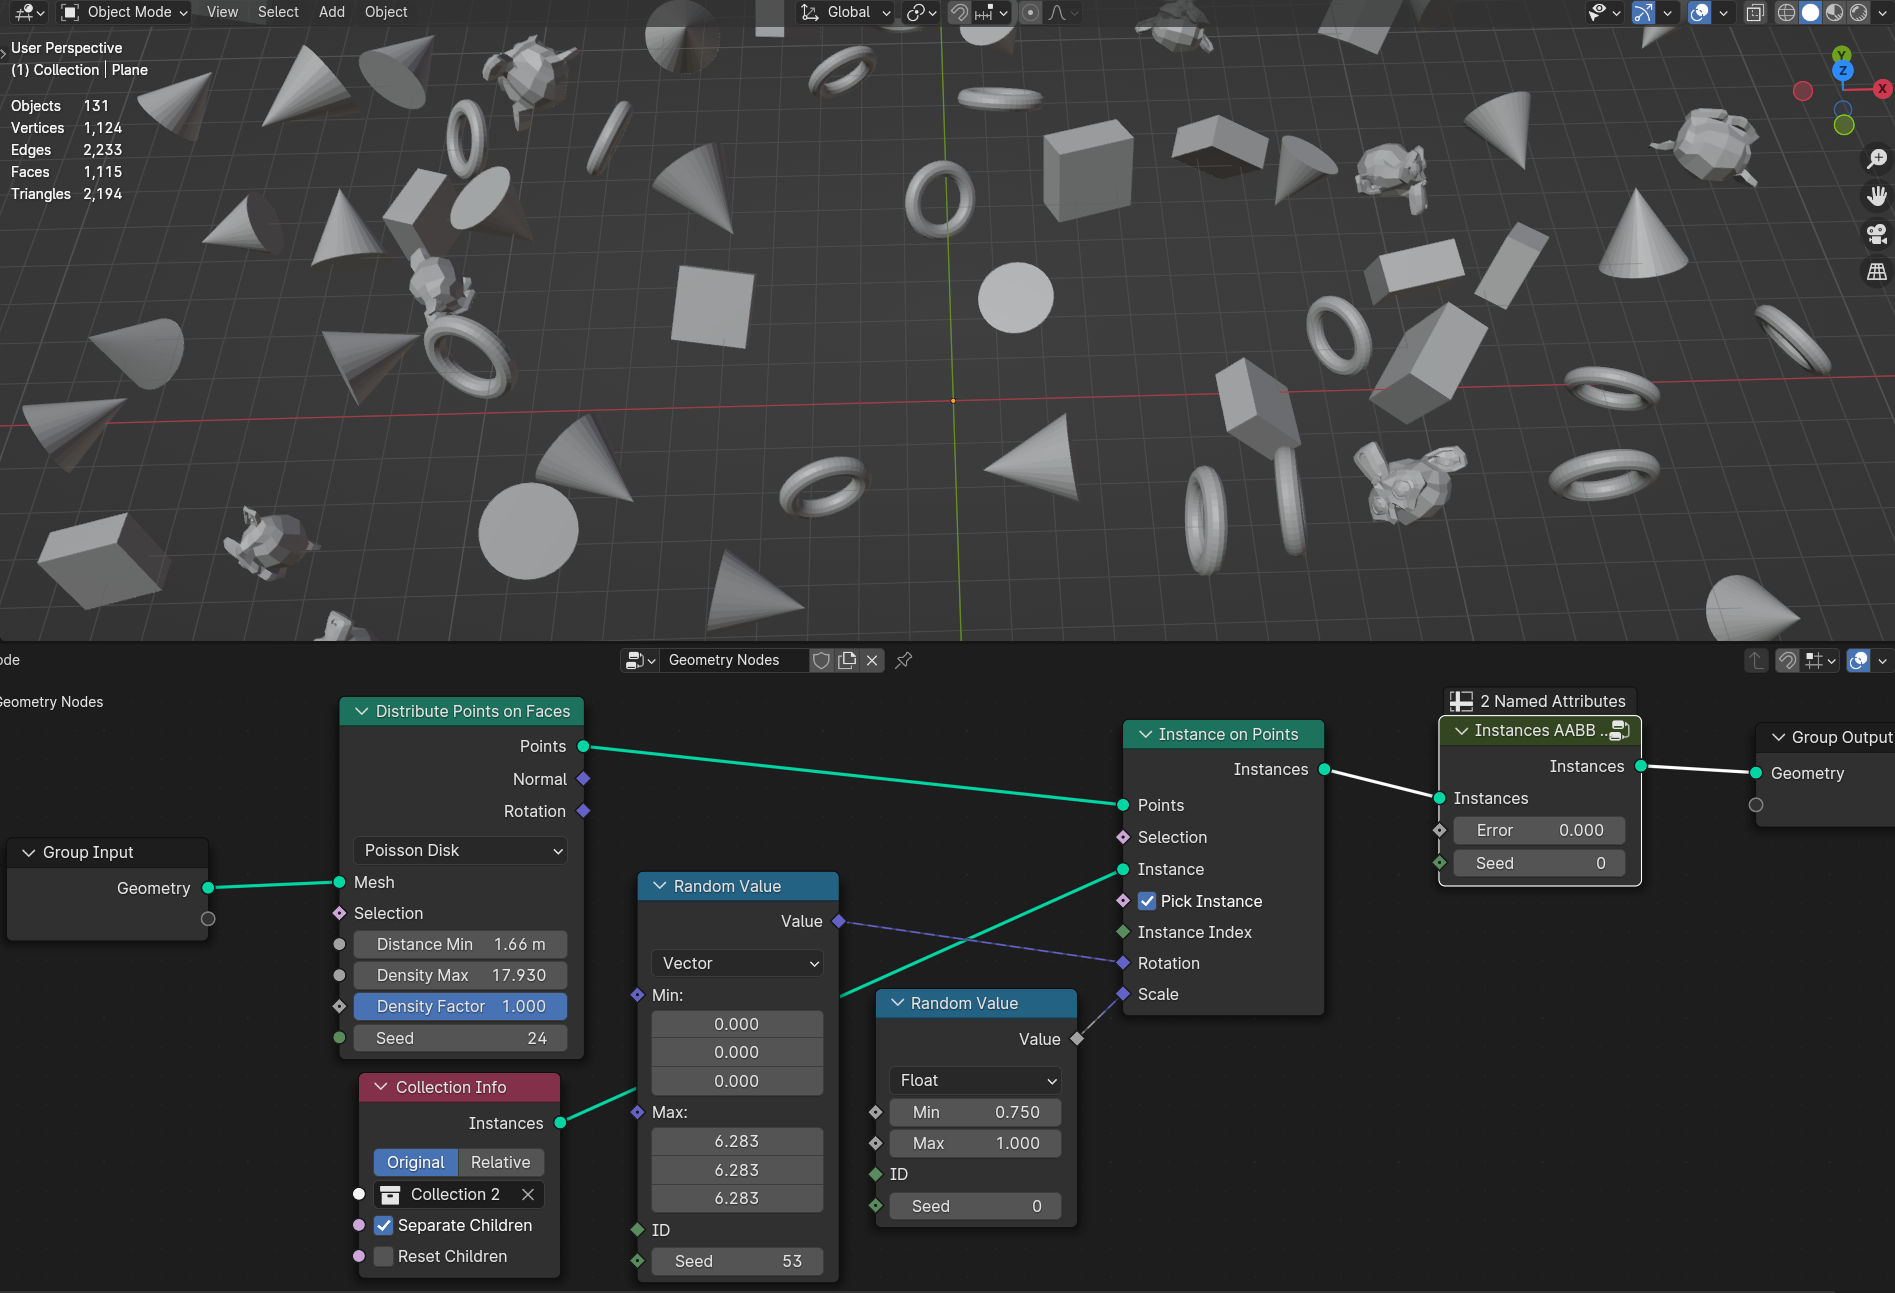 Object Mode View Select Add Object Global
User Perspective
(1) Collection | Plane
Objects 131
Vertices 1,124
Edges 2,233
Faces 1,115
Triangles 2,194
Y
Z
X
ode
Geometry Nodes
Geometry Nodes
Group Input
Geometry
Distribute Points on Faces
Points
Normal
Rotation
Poisson Disk
Mesh
Selection
Distance Min 1.66 m
Density Max 17.930
Density Factor 1.000
Seed 24
Collection Info
Instances
Original Relative
Collection 2
Separate Children
Reset Children
Random Value
Value
Vector
Min:
0.000
0.000
0.000
Max:
6.283
6.283
6.283
ID
Seed 53
Random Value
Value
Float
Min 0.750
Max 1.000
ID
Seed 0
Instance on Points
Instances
Points
Selection
Instance
Pick Instance
Instance Index
Rotation
Scale
2 Named Attributes
Instances AABB ..
Instances
Instances
Error 0.000
Seed 0
Group Output
Geometry